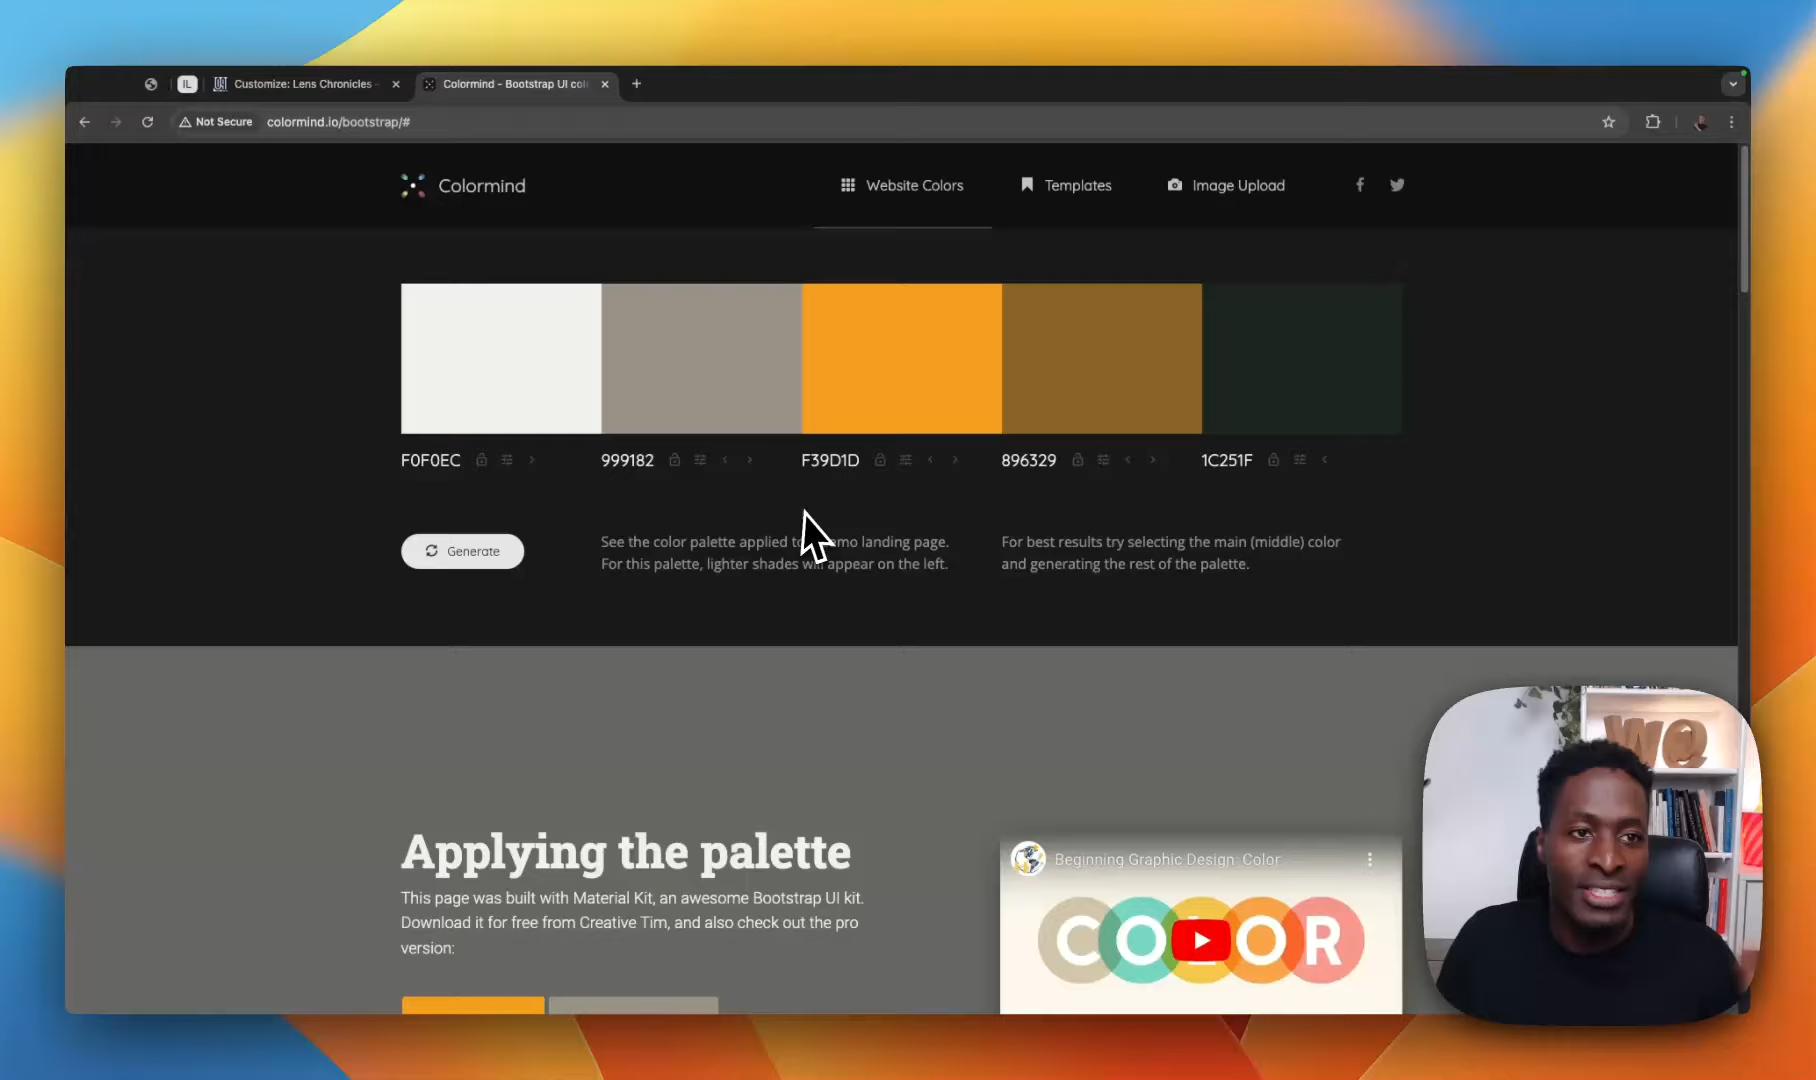 IL
Customize: Lens Chronicles -
Colormind - Bootstrap UI col
Not Secure
colormind.io/bootstrap/#
Colormind
Website Colors
Templates
Image Upload
F0F0EC
999182
F39D1D
896329
1C251F
Generate
See the color palette applied to mo landing page.
For this palette, lighter shades will appear on the left.
For best results try selecting the main (middle) color
and generating the rest of the palette.
Applying the palette
This page was built with Material Kit, an awesome Bootstrap UI kit.
Download it for free from Creative Tim, and also check out the pro
version:
Beginning Graphic Design: Color
COLOR
WQ